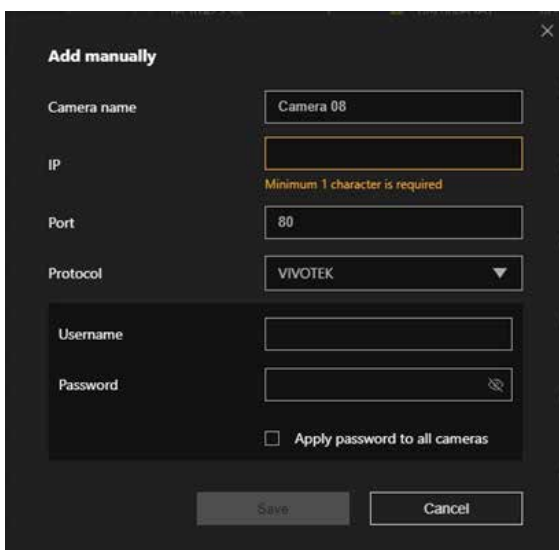 Add manually
Camera name
Camera 08
IP
Minimum 1 character is required
Port
80
Protocol
VIVOTEK
Username
Password
Apply password to all cameras
Save
Cancel